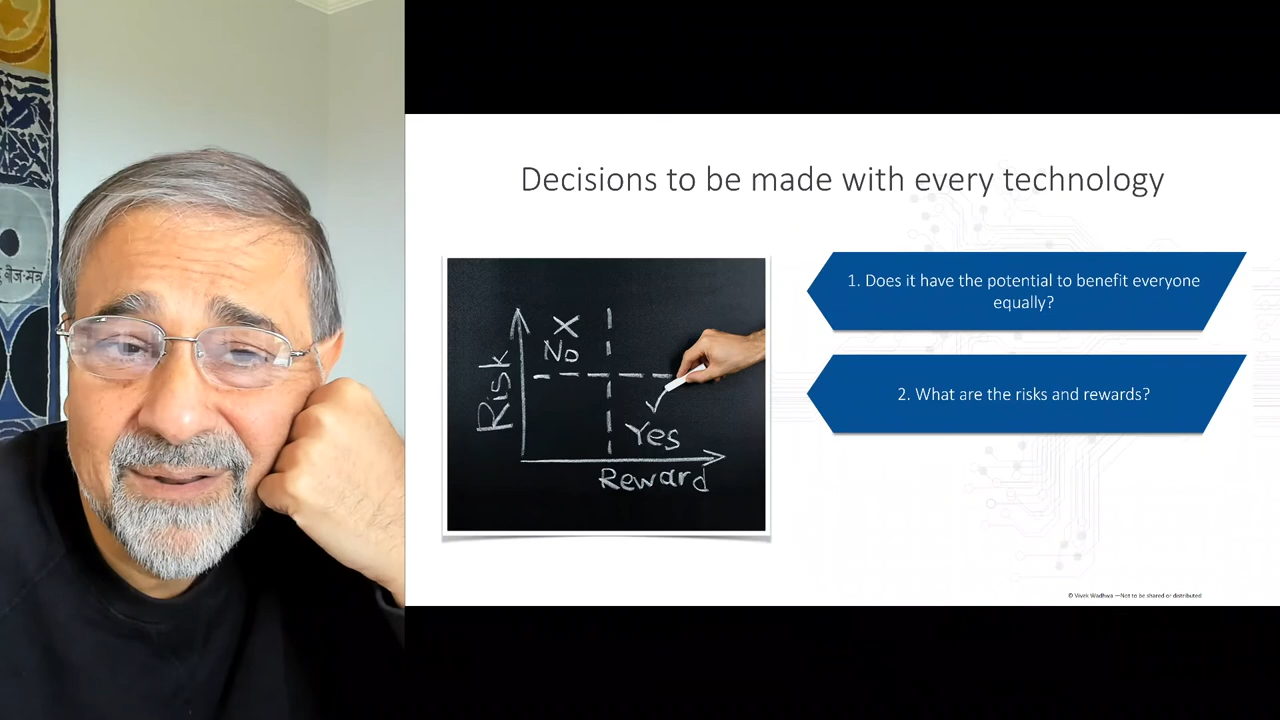 बीज-मंत्र
Decisions to be made with every technology
Risk
X
No
Yes
Reward
1. Does it have the potential to benefit everyone
equally?
2. What are the risks and rewards?
© Vivek Wadhwa —Not to be shared or distributed